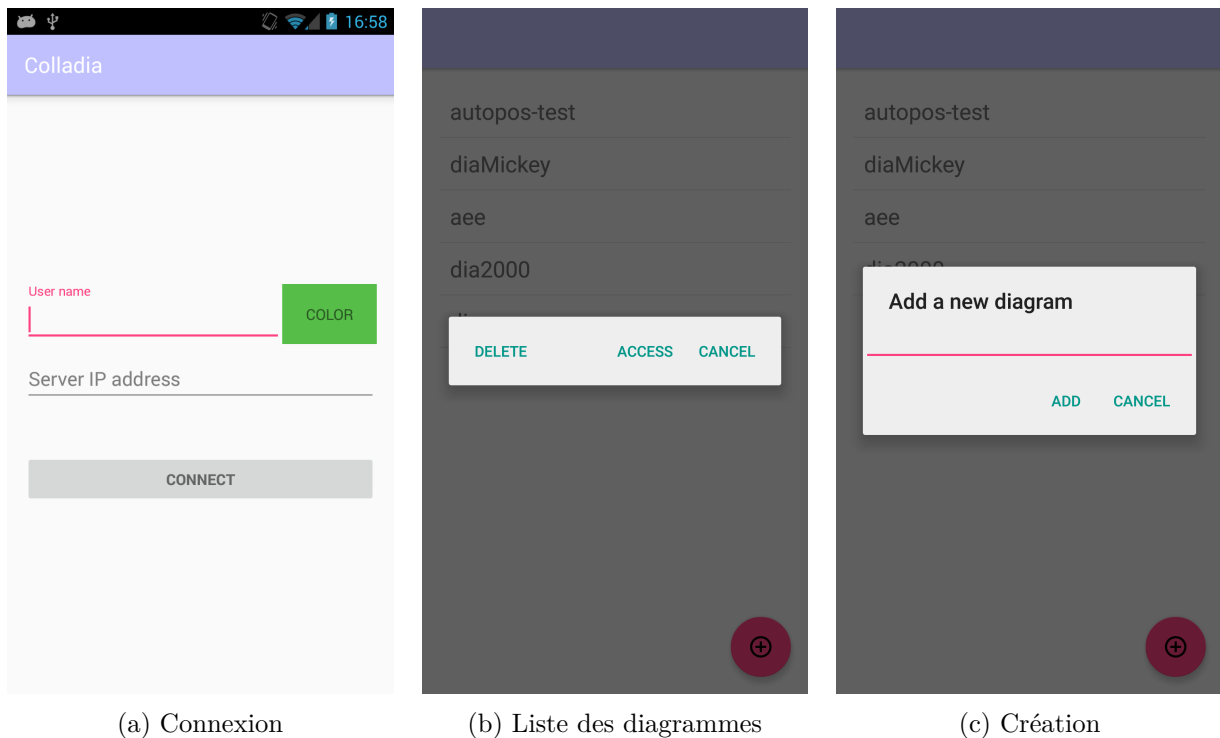 16:58
Colladia
User name
COLOR
Server IP address
CONNECT
(a) Connexion
autopos-test
diaMickey
aee
dia2000
DELETE ACCESS CANCEL
(b) Liste des diagrammes
autopos-test
diaMickey
aee
dia2000
Add a new diagram
ADD CANCEL
(c) Création